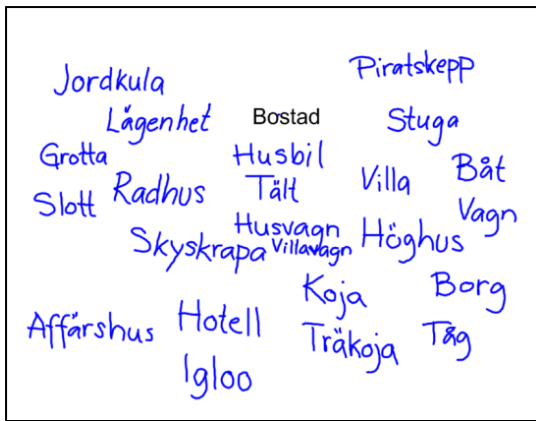 Piratskepp
Jordkula
Lägenhet
Bostad
Stuga
Grotta
Husbil
Båt
Slott
Radhus
Tält
Villa
Vagn
Skyskrapa
Husvagn
Villavagn
Höghus
Koja
Borg
Affärshus
Hotell
Träkoja
Tåg
Igloo